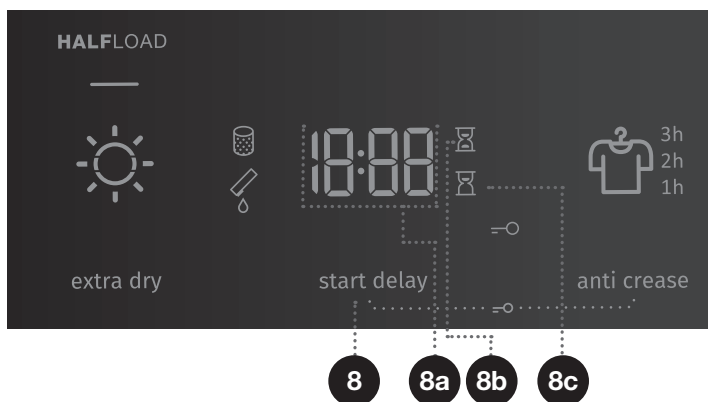 HALFLOAD
18:88
3h
2h
1h
extra dry
start delay
anti crease
8
8a
8b
8c